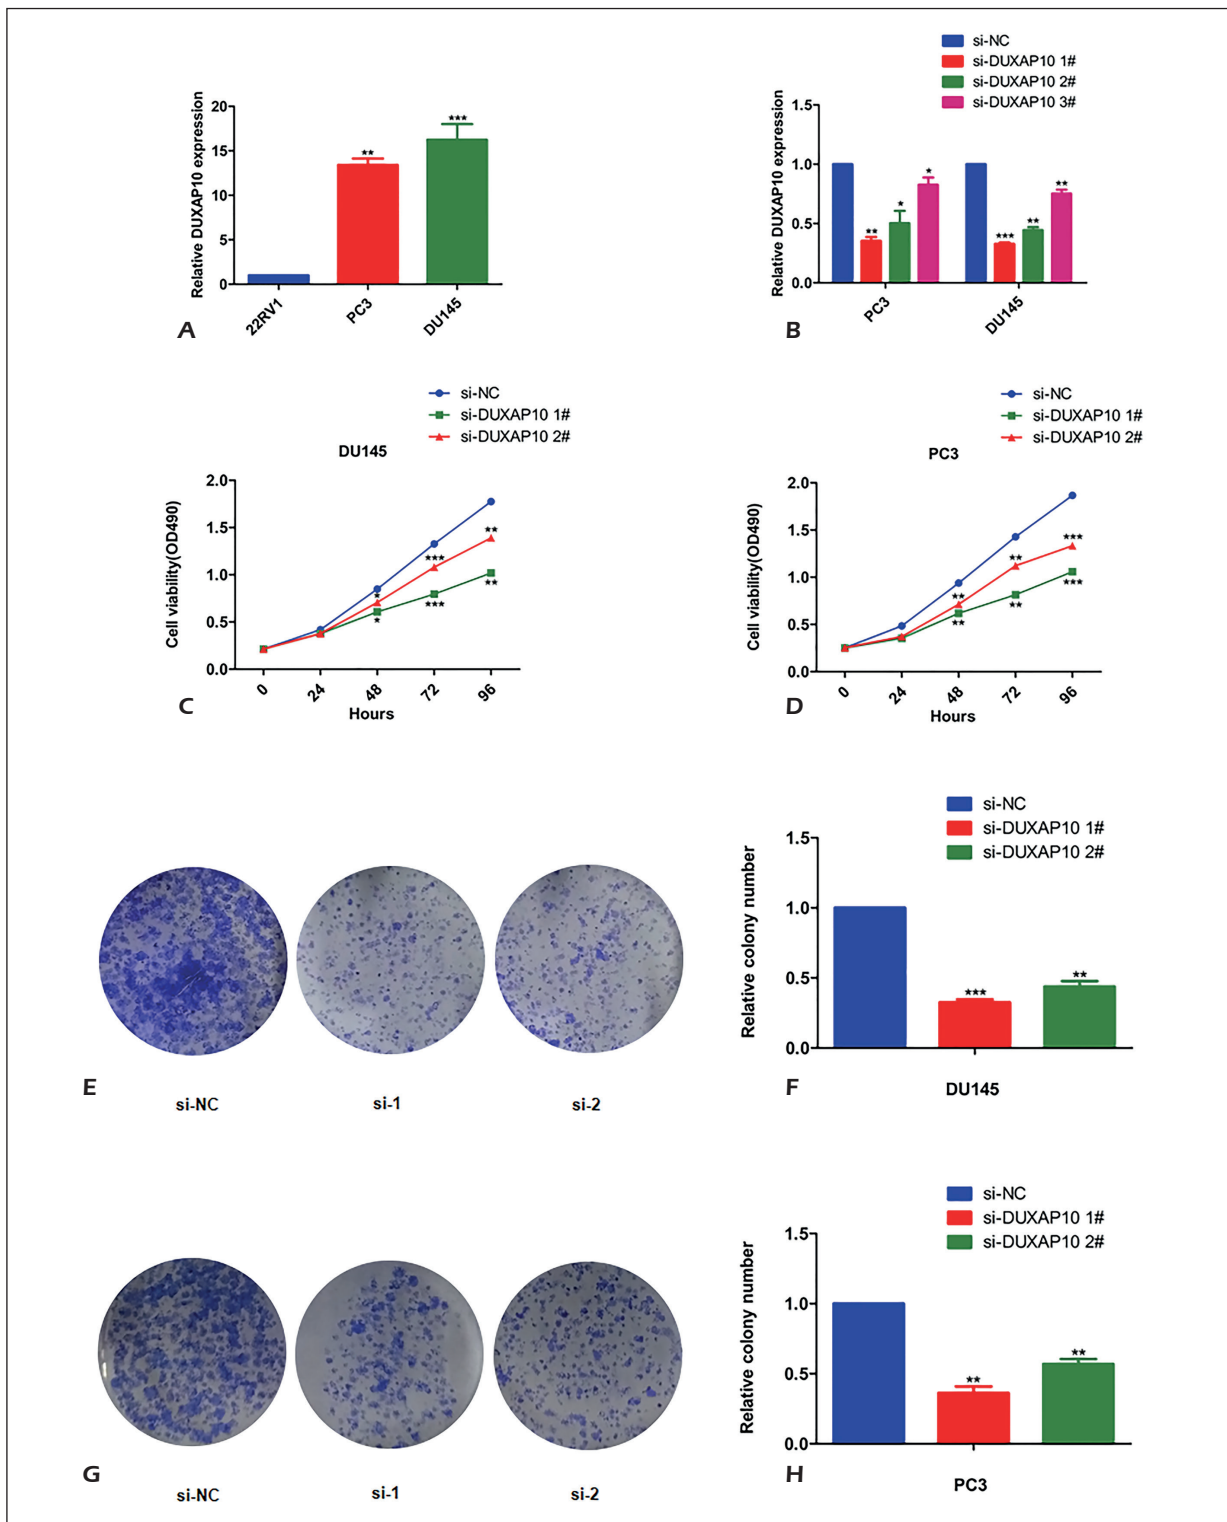 si-NC
si-DUXAP10 1#
si-DUXAP10 2#
si-DUXAP10 3#
Relative DUXAP10 expression
20
15
10
5
0
**
***
22RV1
PC3
DU145
A
Relative DUXAP10 expression
1.5
1.0
0.5
0.0
**
*
*
***
**
**
PC3
DU145
B
si-NC
si-DUXAP10 1#
si-DUXAP10 2#
DU145
Cell viability(OD490)
2.0
1.5
1.0
0.5
0.0
*
*
***
***
**
**
0
24
48
72
96
Hours
C
si-NC
si-DUXAP10 1#
si-DUXAP10 2#
PC3
Cell viability(OD490)
2.0
1.5
1.0
0.5
0.0
**
**
**
**
***
***
0
24
48
72
96
Hours
D
E
si-NC
si-1
si-2
si-NC
si-DUXAP10 1#
si-DUXAP10 2#
Relative colony number
1.5
1.0
0.5
0.0
***
**
F
DU145
G
si-NC
si-1
si-2
si-NC
si-DUXAP10 1#
si-DUXAP10 2#
Relative colony number
1.5
1.0
0.5
0.0
**
**
H
PC3